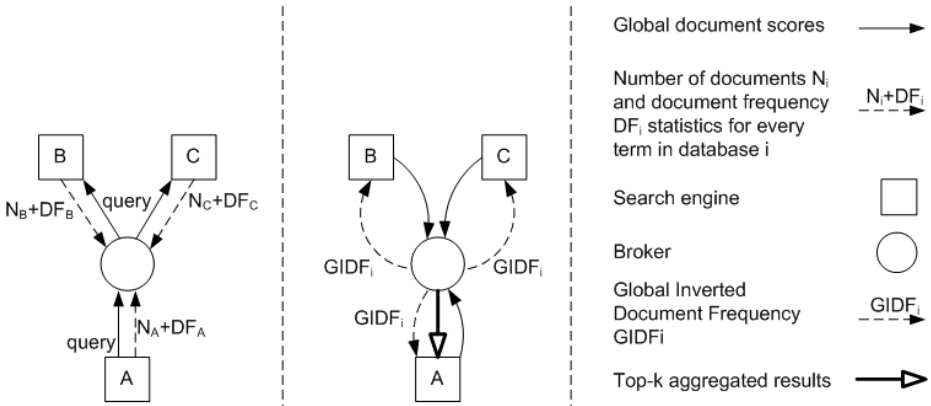 B
C
N_B+DF_B
query
N_C+DF_C
N_A+DF_A
query
A
B
C
GIDF_i
GIDF_i
GIDF_i
A
Global document scores
Number of documents N_i
and document frequency
DF_i statistics for every
term in database i
N_i+DF_i
Search engine
Broker
Global Inverted
Document Frequency
GIDFi
GIDF_i
Top-k aggregated results